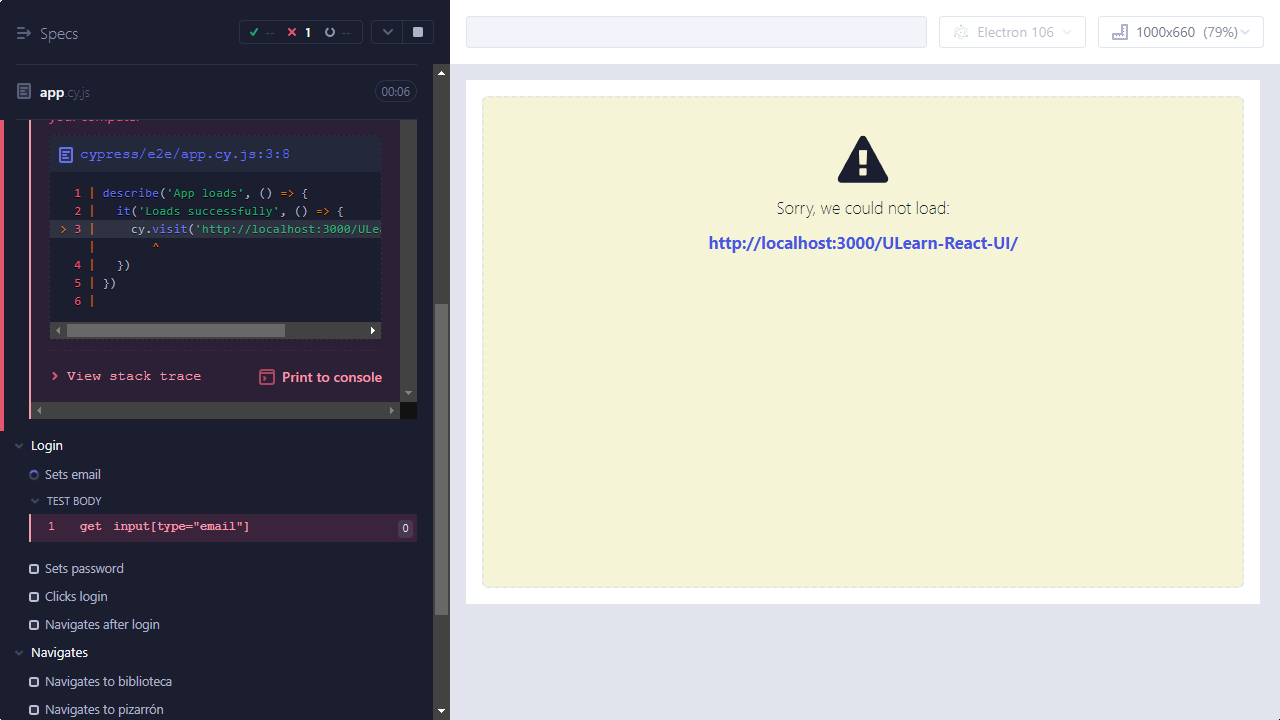 Specs
-- 1 --
app.cy.js
00:06
your computer
cypress/e2e/app.cy.js:3:8
1 | describe('App loads', () => {
2 | it('Loads successfully', () => {
> 3 | cy.visit('http://localhost:3000/ULea
| ^
4 | })
5 | })
6 |
View stack trace
Print to console
Login
Sets email
TEST BODY
1 get input[type="email"] 0
Sets password
Clicks login
Navigates after login
Navigates
Navigates to biblioteca
Navigates to pizarrón
Electron 106
1000x660 (79%)
Sorry, we could not load:
http://localhost:3000/ULearn-React-UI/